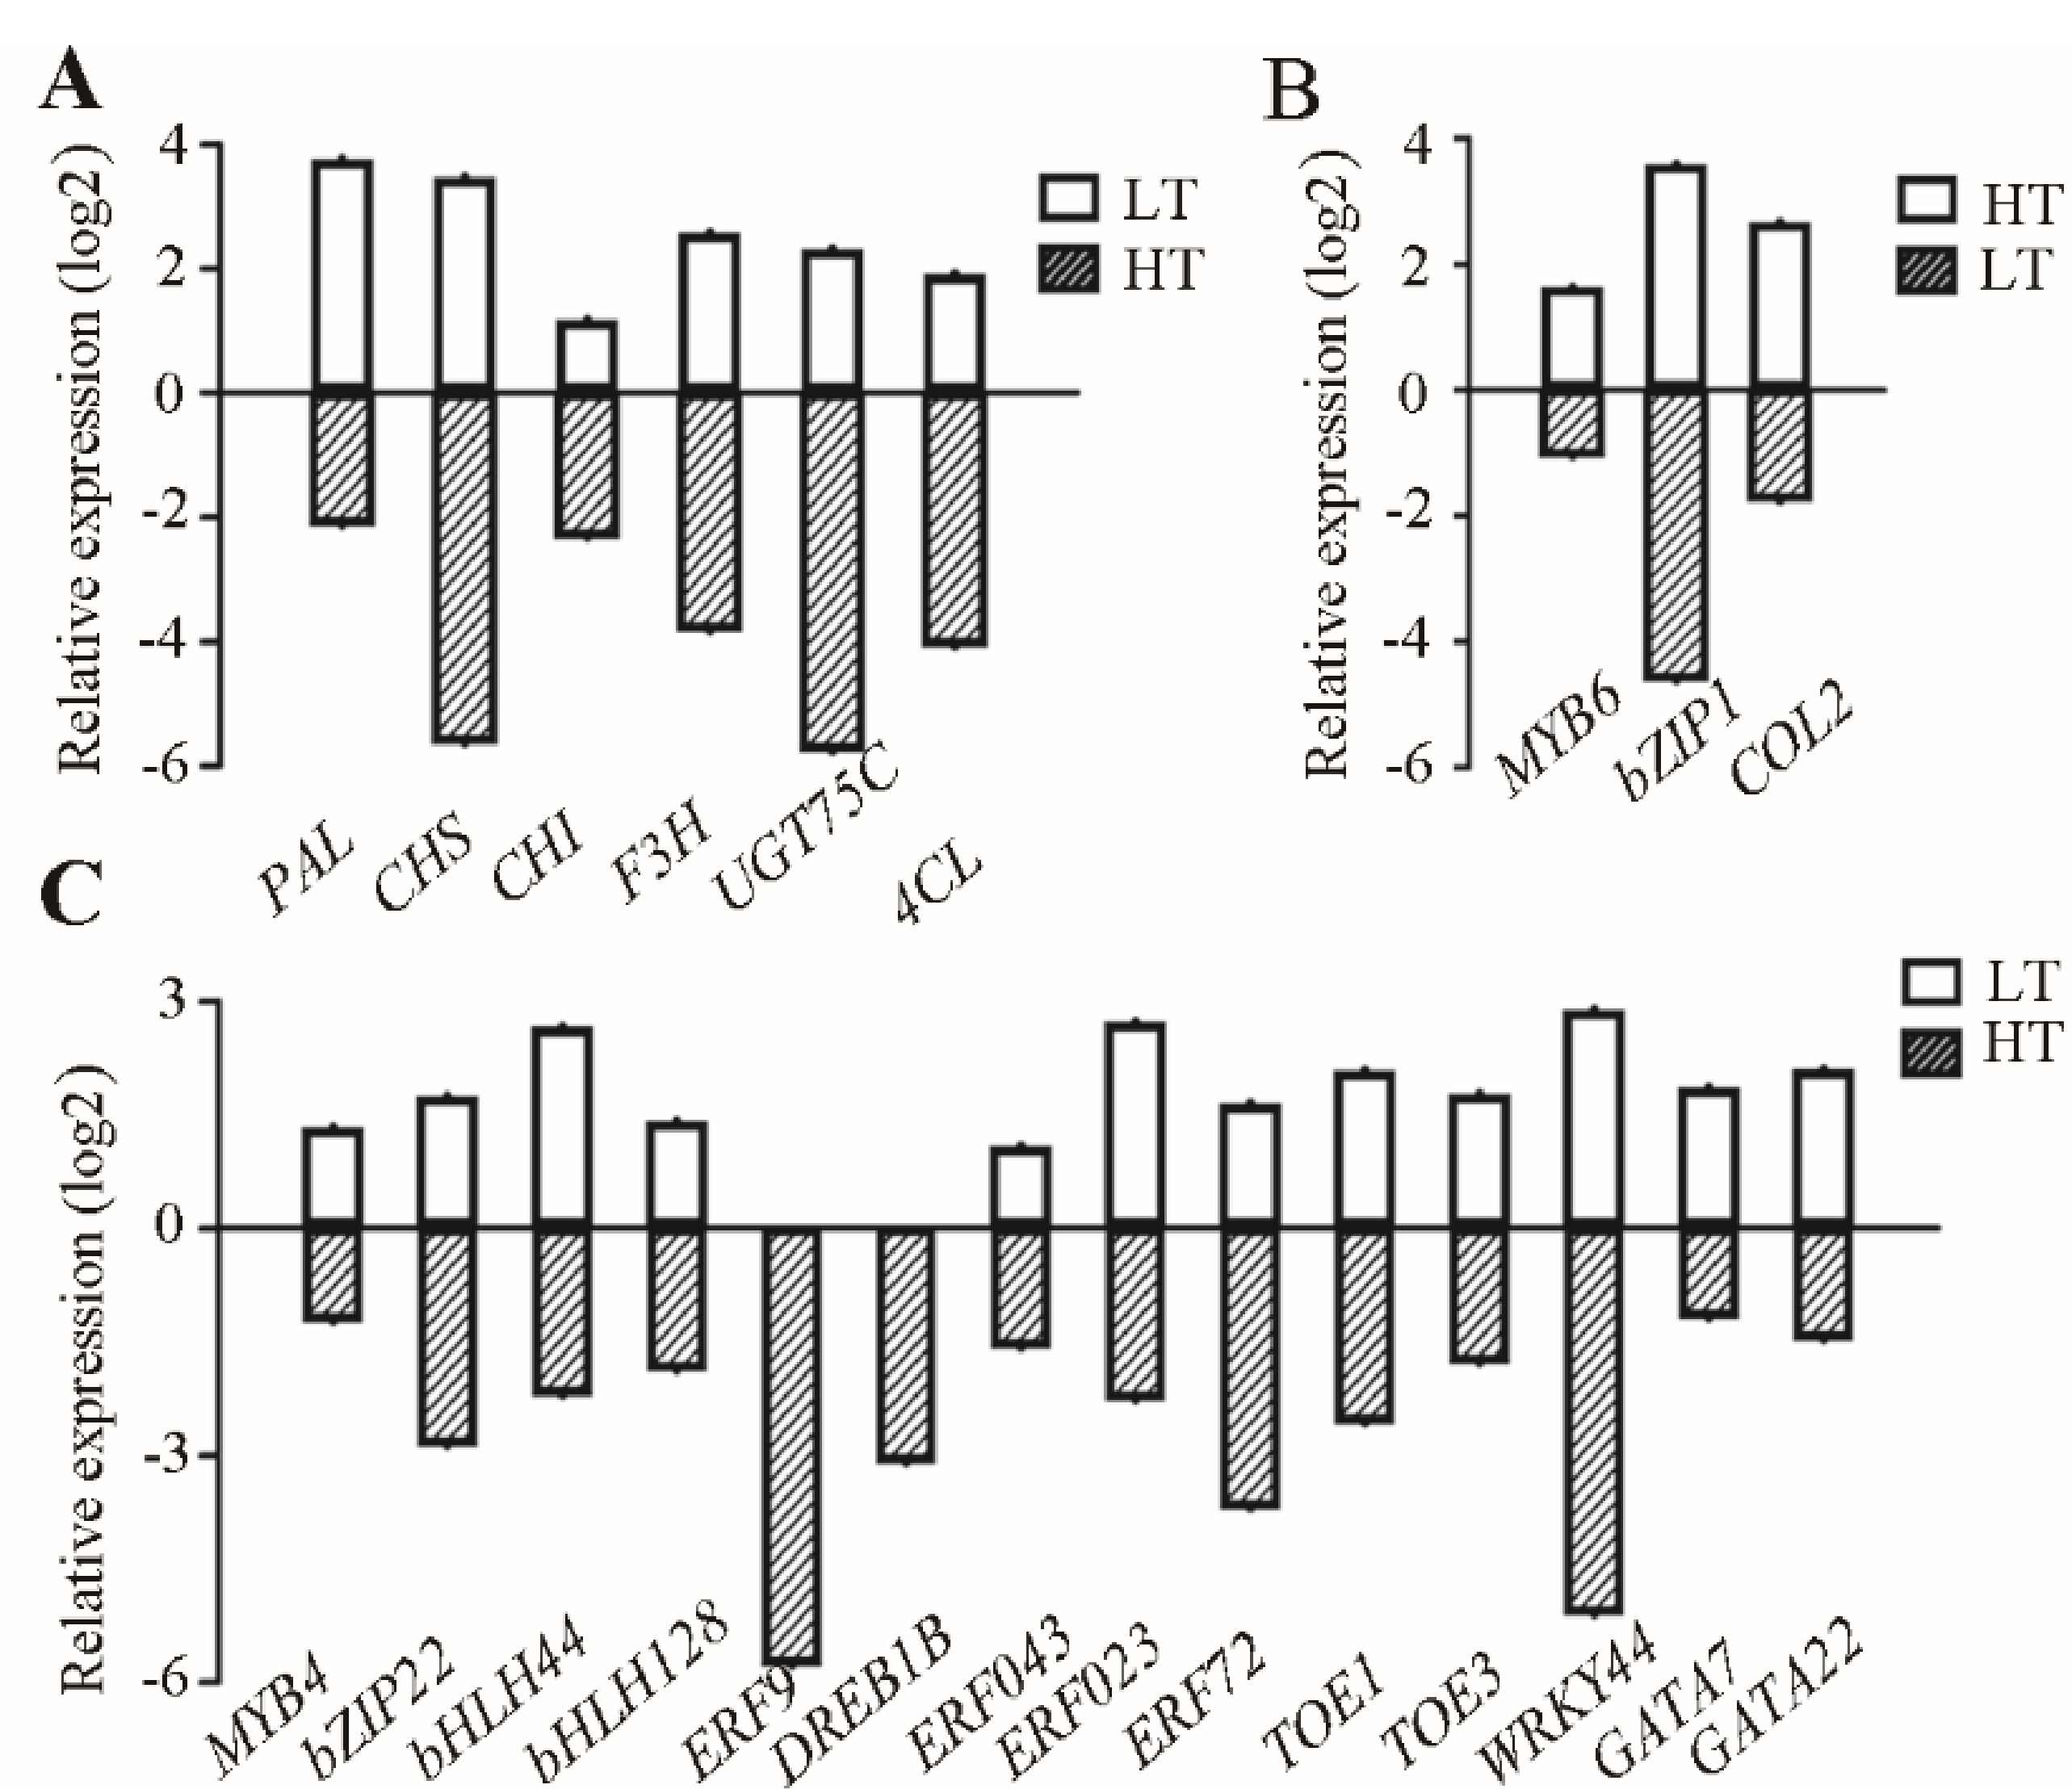 A
Relative expression (log2)
4
2
0
-2
-4
-6
LT
HT
PAL
CHS
CHI
F3H
UGT75C
4CL
B
Relative expression (log2)
4
2
0
-2
-4
-6
HT
LT
MYB6
bZIP1
COL2
C
Relative expression (log2)
3
0
-3
-6
LT
HT
MYB4
bZIP22
bHLH44
bHLH128
ERF9
DREB1B
ERF043
ERF023
ERF72
TOE1
TOE3
WRKY44
GATA7
GATA22